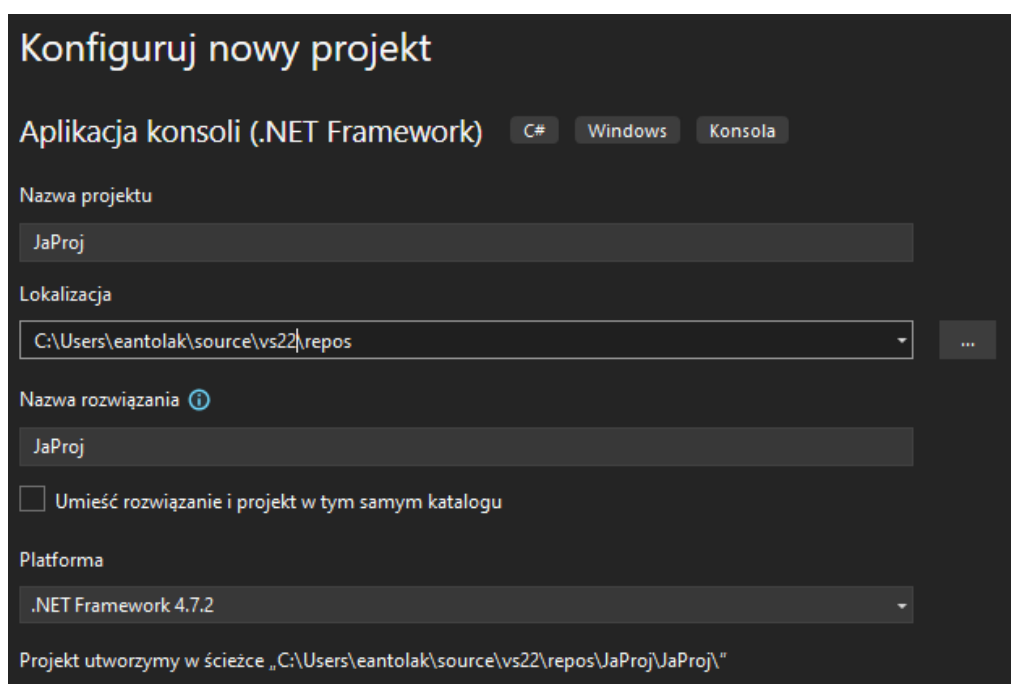 Konfiguruj nowy projekt
Aplikacja konsoli (.NET Framework) C# Windows Konsola
Nazwa projektu
JaProj
Lokalizacja
C:\Users\eantolak\source\vs22\repos
...
Nazwa rozwiązania
JaProj
Umieść rozwiązanie i projekt w tym samym katalogu
Platforma
.NET Framework 4.7.2
Projekt utworzymy w ścieżce „C:\Users\eantolak\source\vs22\repos\JaProj\JaProj\”